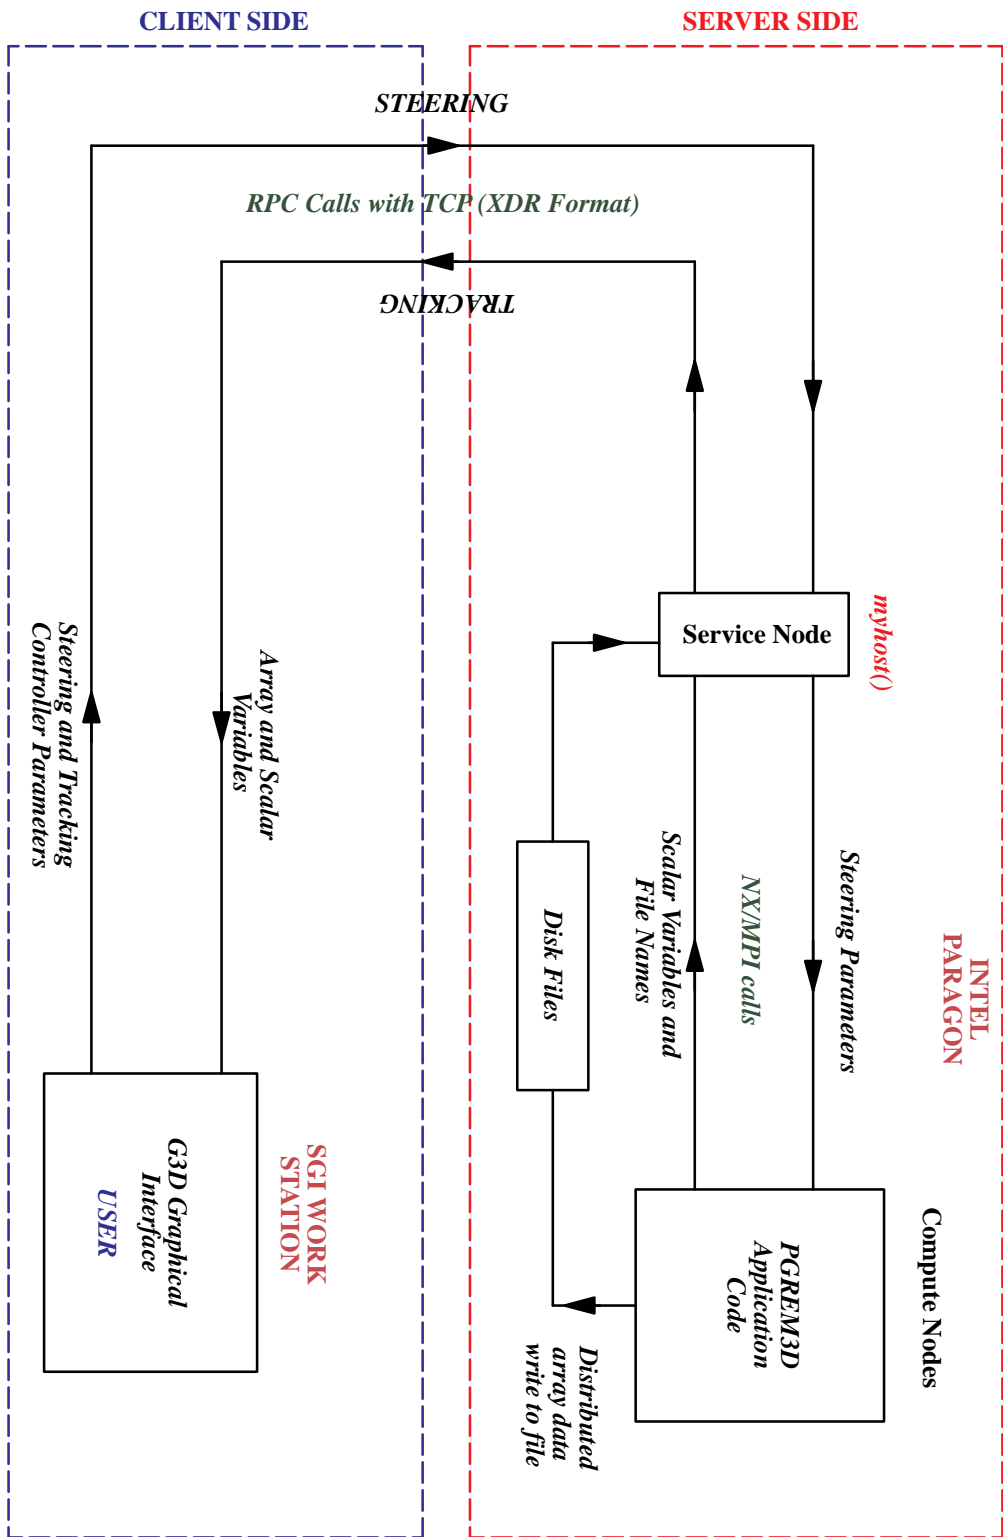 CLIENT SIDE
SERVER SIDE
STEERING
RPC Calls with TCP (XDR Format)
TRACKING
Steering and Tracking
Controller Parameters
Array and Scalar
Variables
Service Node
myhost()
Disk Files
Scalar Variables and
File Names
NX/MPI calls
Steering Parameters
INTEL
PARAGON
G3D Graphical
Interface
USER
SGI WORK
STATION
PGREM3D
Application
Code
Compute Nodes
Distributed
array data
write to file